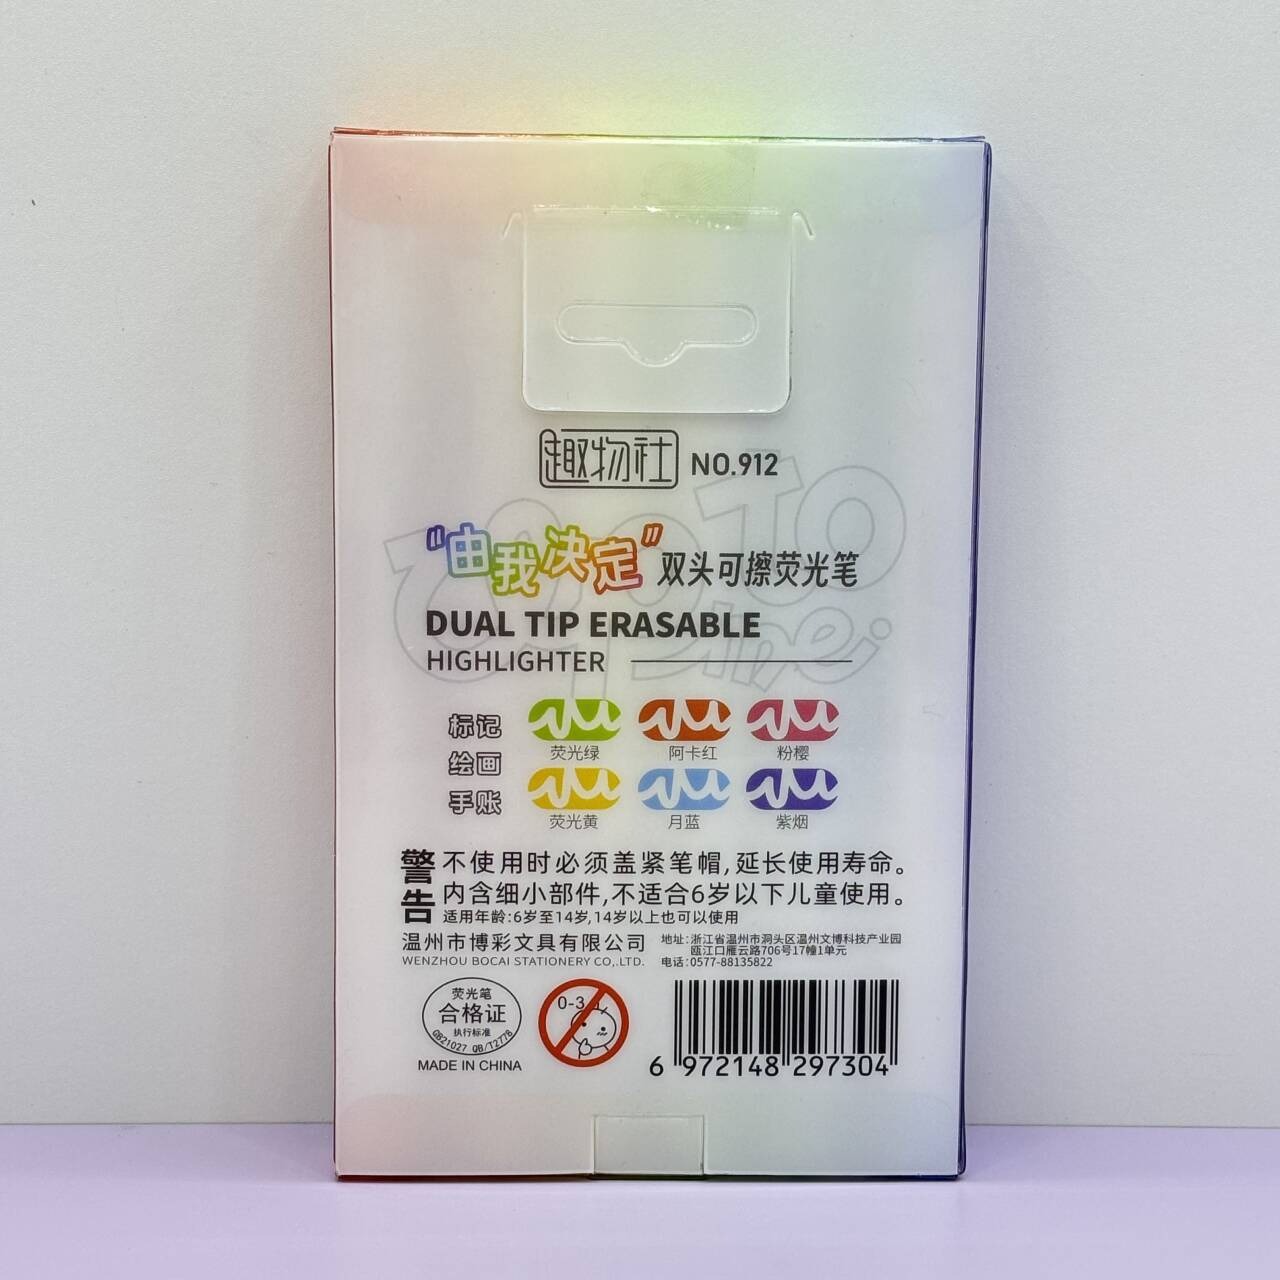 趣物社 NO.912
"由我决定" 双头可擦荧光笔
Up TO me!
DUAL TIP ERASABLE
HIGHLIGHTER
标记
绘画
手账
荧光绿 阿卡红 粉樱
荧光黄 月蓝 紫烟
警告
不使用时必须盖紧笔帽,延长使用寿命。
内含细小部件,不适合6岁以下儿童使用。
适用年龄:6岁至14岁,14岁以上也可以使用
温州市博彩文具有限公司
WENZHOU BOCAI STATIONERY CO,.LTD.
地址:浙江省温州市洞头区温州文博科技产业园
瓯江口雁云路706号17幢1单元
电话:0577-88135822
荧光笔
合格证
执行标准
GB21027 QB/T2778
MADE IN CHINA
0-3
6 972148 297304